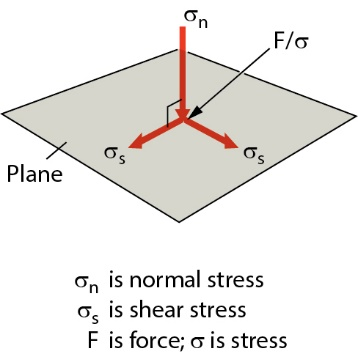 σn
F/σ
σs
σs
Plane
σn is normal stress
σs is shear stress
F is force; σ is stress